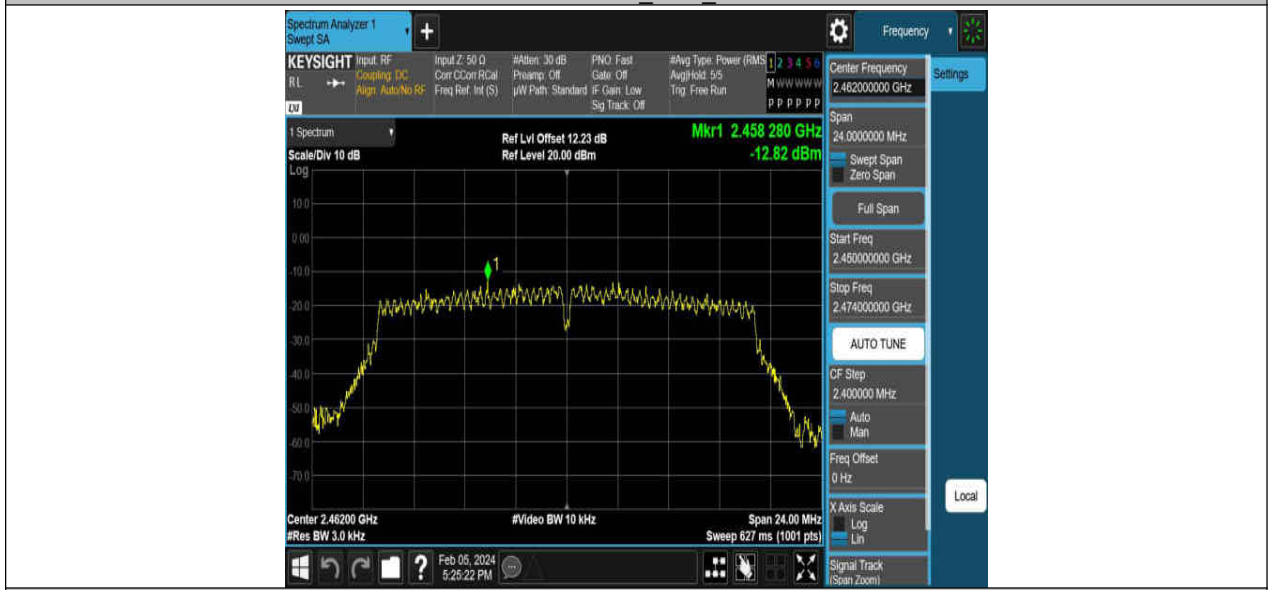 Spectrum Analyzer 1
Swept SA
+
Frequency
KEYSIGHT
RL
LXI
Input: RF
Coupling: DC
Align: Auto/No RF
Input Z: 50 Ω
Corr CCorr RCal
Freq Ref: Int (S)
#Atten: 30 dB
Preamp: Off
µW Path: Standard
PNO: Fast
Gate: Off
IF Gain: Low
Sig Track: Off
#Avg Type: Power (RMS
Avg|Hold: 5/5
Trig: Free Run
1 2 3 4 5 6
M W W W W W
P P P P P P
Center Frequency
2.462000000 GHz
Settings
Span
24.0000000 MHz
Swept Span
Zero Span
Full Span
Start Freq
2.450000000 GHz
Stop Freq
2.474000000 GHz
AUTO TUNE
CF Step
2.400000 MHz
Auto
Man
Freq Offset
0 Hz
X Axis Scale
Log
Lin
Signal Track
(Span Zoom)
Local
1 Spectrum
Scale/Div 10 dB
Log
Ref Lvl Offset 12.23 dB
Ref Level 20.00 dBm
Mkr1 2.458 280 GHz
-12.82 dBm
10.0
0.00
-10.0
-20.0
-30.0
-40.0
-50.0
-60.0
-70.0
1
Center 2.46200 GHz
#Res BW 3.0 kHz
#Video BW 10 kHz
Span 24.00 MHz
Sweep 627 ms (1001 pts)
?
Feb 05, 2024
5:25:22 PM